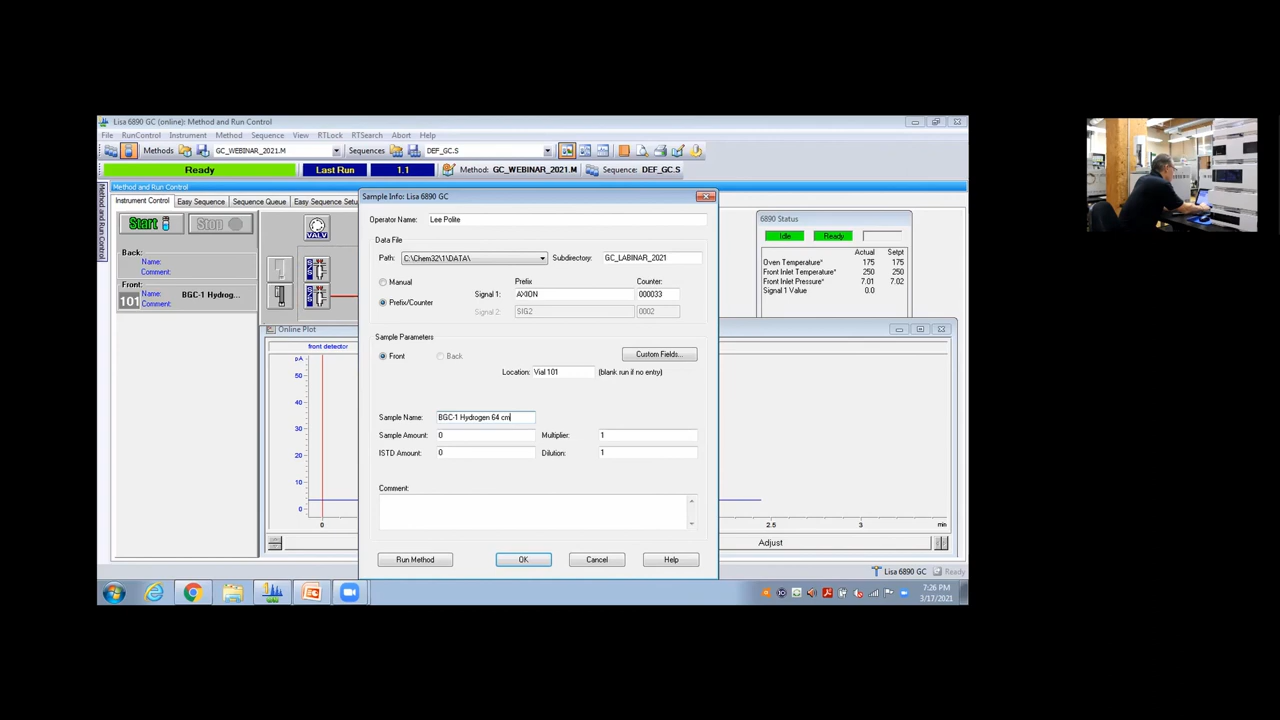 Lisa 6890 GC (online): Method and Run Control
File RunControl Instrument Method Sequence View RTLock RTSearch Abort Help
Methods GC_WEBINAR_2021.M Sequences DEF_GC.S
Ready Last Run 1.1 Method: GC_WEBINAR_2021.M Sequence: DEF_GC.S
Method and Run Control
Method and Run Control
Instrument Control Easy Sequence Sequence Queue Easy Sequence Setu
Start Stop
Back:
Name:
Comment:
Front:
101 Name: BGC-1 Hydrog...
Comment:
VALV
Sample Info: Lisa 6890 GC
Operator Name: Lee Polite
Data File
Path: C:\Chem32\1\DATA\ Subdirectory: GC_LABINAR_2021
Manual Prefix Counter:
Signal 1: AXION 000033
Prefix/Counter
Signal 2: SIG2 0002
Sample Parameters
Front Back Custom Fields...
Location: Vial 101 (blank run if no entry)
Sample Name: BGC-1 Hydrogen 64 cm
Sample Amount: 0 Multiplier: 1
ISTD Amount: 0 Dilution: 1
Comment:
Run Method OK Cancel Help
6890 Status
Idle Ready
Actual Setpt
Oven Temperature* 175 175
Front Inlet Temperature* 250 250
Front Inlet Pressure* 7.01 7.02
Signal 1 Value 0.0
Online Plot
front detector
pA
50
40
30
20
10
0
0 2.5 3 min
Adjust
Lisa 6890 GC Ready
7:26 PM
3/17/2021